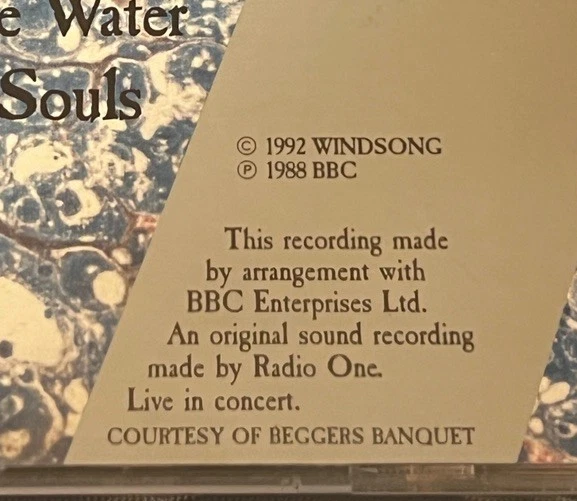 e Water
Souls
© 1992 WINDSONG
℗ 1988 BBC
This recording made
by arrangement with
BBC Enterprises Ltd.
An original sound recording
made by Radio One.
Live in concert.
COURTESY OF BEGGERS BANQUET